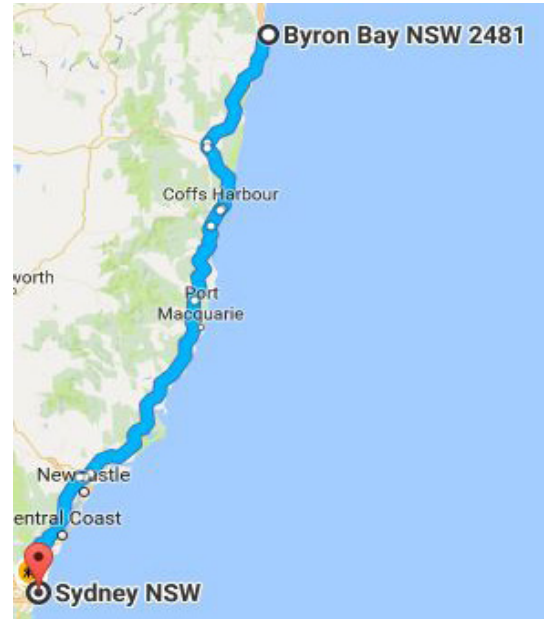 Byron Bay NSW 2481
Coffs Harbour
worth
Port
Macquarie
Newcastle
entral Coast
Sydney NSW